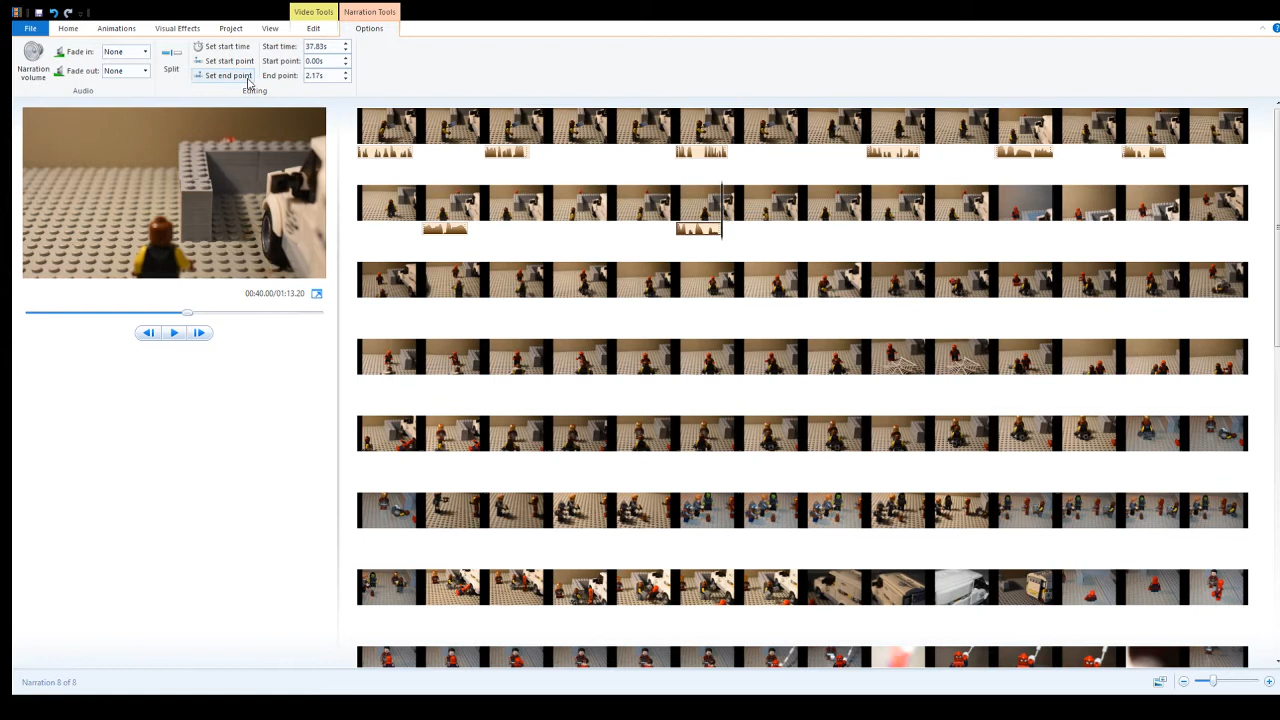 Video Tools
Narration Tools
File
Home
Animations
Visual Effects
Project
View
Edit
Options
Narration volume
Fade in: None
Fade out: None
Split
Set start time
Set start point
Set end point
Start time: 37.83s
Start point: 0.00s
End point: 2.17s
Audio
Editing
00:40.00/01:13.20
Narration 8 of 8